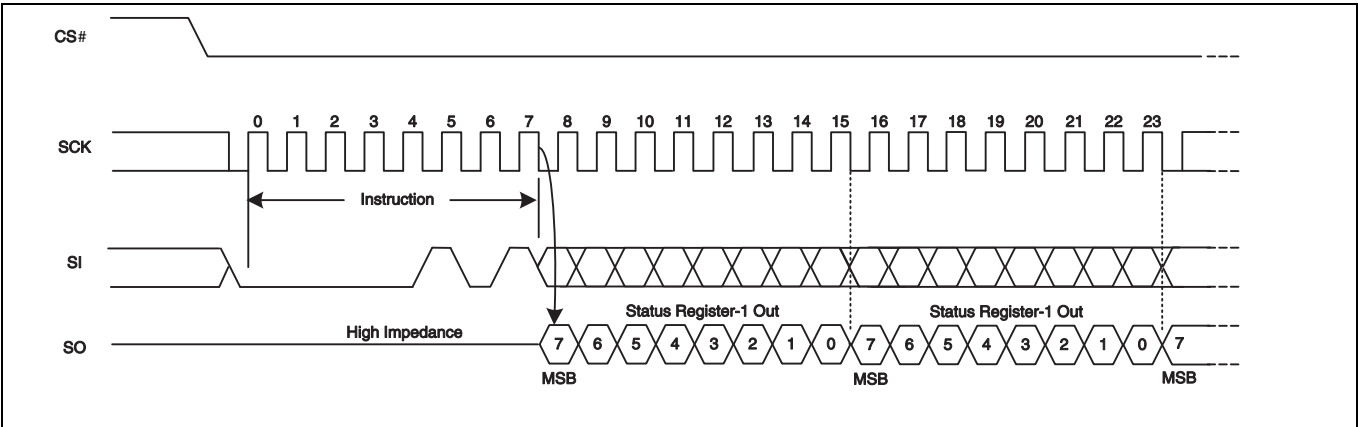 CS#
0 1 2 3 4 5 6 7 8 9 10 11 12 13 14 15 16 17 18 19 20 21 22 23
SCK
Instruction
SI
Status Register-1 Out Status Register-1 Out
High Impedance
SO
7 6 5 4 3 2 1 0 7 6 5 4 3 2 1 0 7
MSB MSB MSB